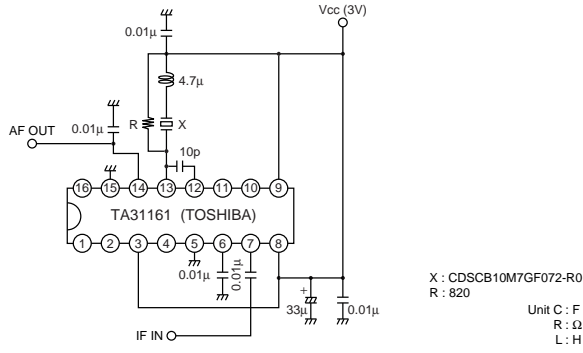 Vcc (3V)
0.01μ
4.7μ
AF OUT
0.01μ
R
X
10p
16 15 14 13 12 11 10 9
TA31161 (TOSHIBA)
1 2 3 4 5 6 7 8
0.01μ
0.01μ
+
33μ
0.01μ
IF IN
X : CDSCB10M7GF072-R0
R : 820
Unit C : F
R : Ω
L : H